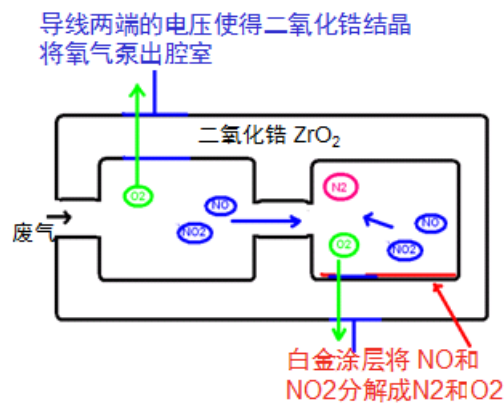 导线两端的电压使得二氧化锆结晶
将氧气泵出腔室
二氧化锆 ZrO2
O2
N2
NO
NO2
NO
O2
NO2
废气
白金涂层将 NO和
NO2分解成N2和O2